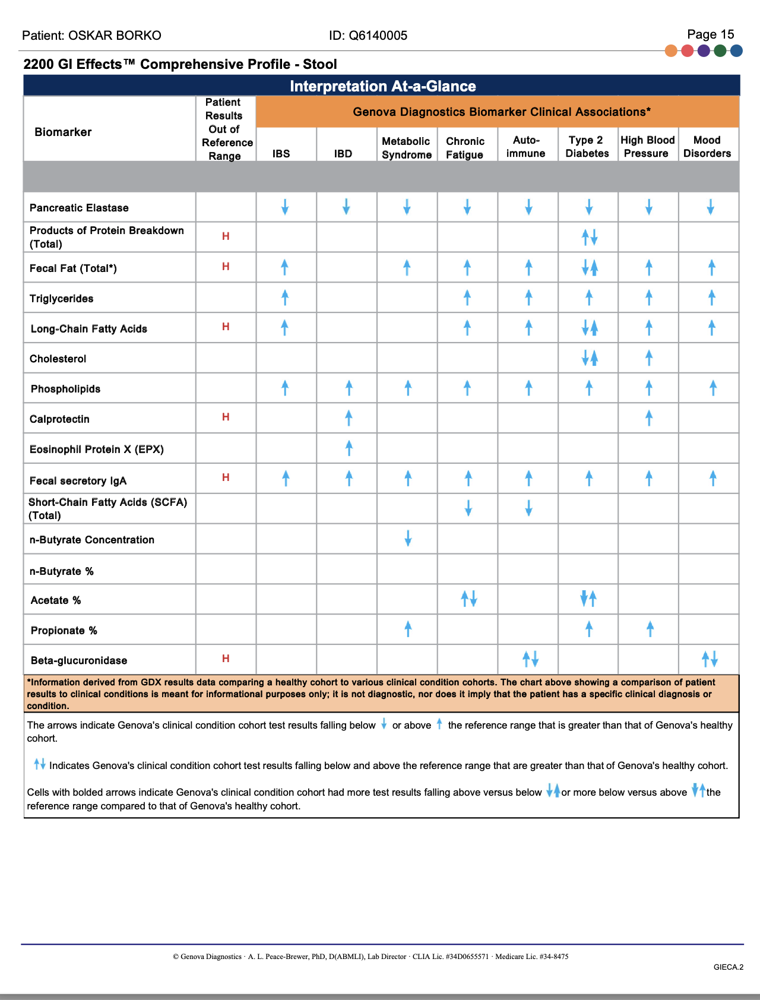 Patient: OSKAR BORKO ID: Q6140005 Page 15
2200 GI Effects™ Comprehensive Profile - Stool
Interpretation At-a-Glance
Biomarker
Patient
Results
Out of
Reference
Range
Genova Diagnostics Biomarker Clinical Associations*
IBS
IBD
Metabolic
Syndrome
Chronic
Fatigue
Auto-
immune
Type 2
Diabetes
High Blood
Pressure
Mood
Disorders
Pancreatic Elastase ↓ ↓ ↓ ↓ ↓ ↓ ↓ ↓
Products of Protein Breakdown
(Total) H ↑↓
Fecal Fat (Total*) H ↑ ↑ ↑ ↑ ↓⬆ ↑ ↑
Triglycerides ↑ ↑ ↑ ↑ ↑ ↑
Long-Chain Fatty Acids H ↑ ↑ ↑ ↓⬆ ↑ ↑
Cholesterol ↓⬆ ↑
Phospholipids ↑ ↑ ↑ ↑ ↑ ↑ ↑ ↑
Calprotectin H ↑ ↑
Eosinophil Protein X (EPX) ↑
Fecal secretory IgA H ↑ ↑ ↑ ↑ ↑ ↑ ↑ ↑
Short-Chain Fatty Acids (SCFA)
(Total) ↓ ↓
n-Butyrate Concentration ↓
n-Butyrate %
Acetate % ↑↓ ⬇↑
Propionate % ↑ ↑ ↑
Beta-glucuronidase H ↑↓ ↑↓
*Information derived from GDX results data comparing a healthy cohort to various clinical condition cohorts. The chart above showing a comparison of patient
results to clinical conditions is meant for informational purposes only; it is not diagnostic, nor does it imply that the patient has a specific clinical diagnosis or
condition.
The arrows indicate Genova's clinical condition cohort test results falling below ↓ or above ↑ the reference range that is greater than that of Genova's healthy
cohort.
↑↓ Indicates Genova's clinical condition cohort test results falling below and above the reference range that are greater than that of Genova's healthy cohort.
Cells with bolded arrows indicate Genova's clinical condition cohort had more test results falling above versus below ↓⬆or more below versus above ⬇↑the
reference range compared to that of Genova's healthy cohort.
© Genova Diagnostics · A. L. Peace-Brewer, PhD, D(ABMLI), Lab Director · CLIA Lic. #34D0655571 · Medicare Lic. #34-8475
GIECA.2